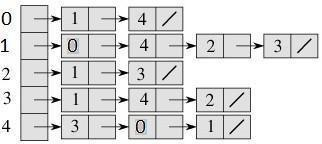 0 1 4 /
1 0 4 2 3 /
2 1 3 /
3 1 4 2 /
4 3 0 1 /